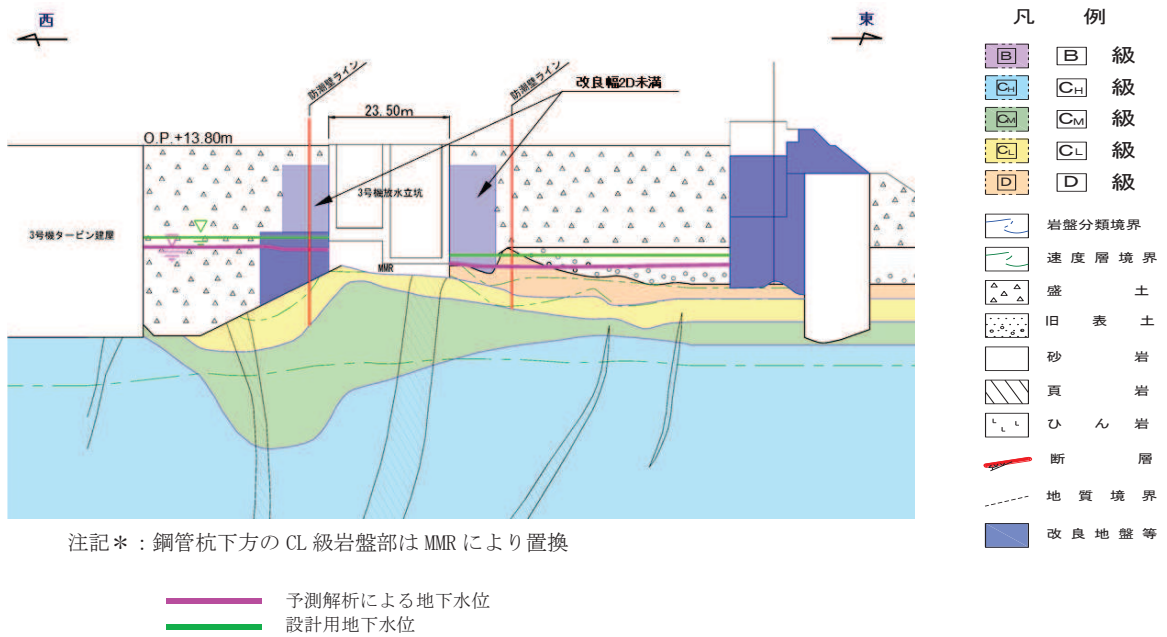 西
東
防潮壁ライン
防潮壁ライン
改良幅2D未満
23.50m
O.P.+13.80m
3号機放水立坑
3号機タービン建屋
MMR
注記＊：鋼管杭下方の CL 級岩盤部は MMR により置換
予測解析による地下水位
設計用地下水位
凡 例
B B 級
CH CH 級
CM CM 級
CL CL 級
D D 級
岩盤分類境界
速度層境界
盛土
旧表土
砂岩
頁岩
ひん岩
断層
地質境界
改良地盤等